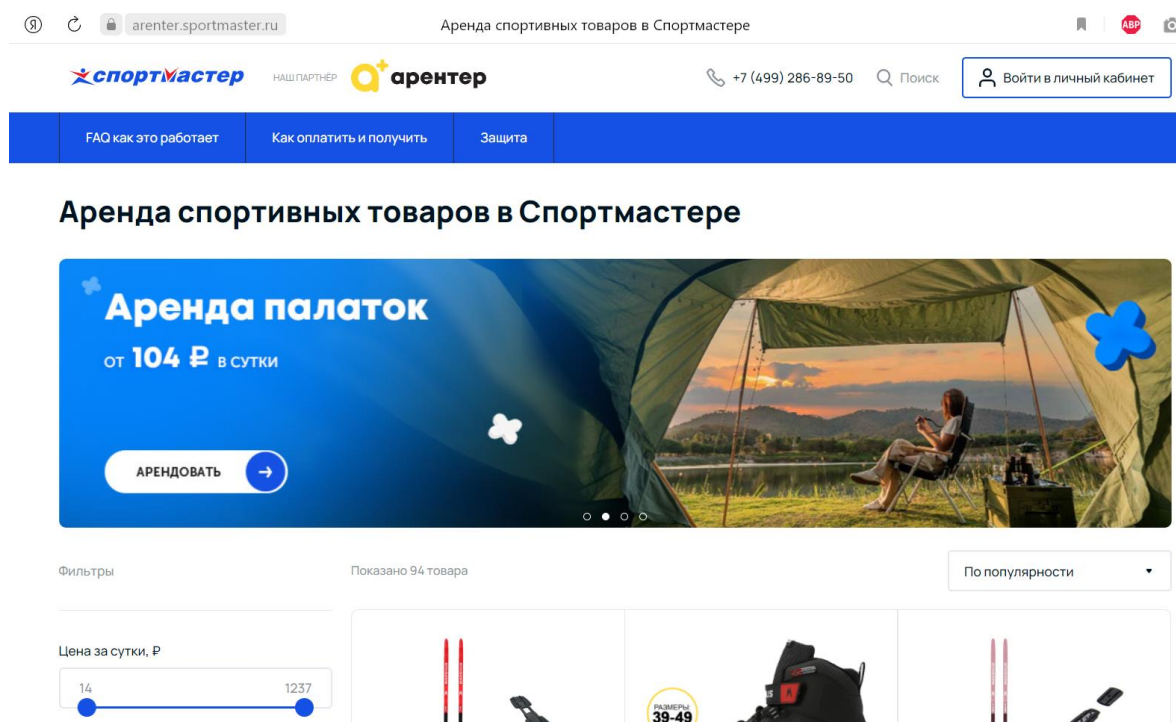 arenter.sportmaster.ru
Аренда спортивных товаров в Спортмастере
ABP
спортмастер
НАШ ПАРТНЁР
арентер
+7 (499) 286-89-50
Поиск
Войти в личный кабинет
FAQ как это работает
Как оплатить и получить
Защита
Аренда спортивных товаров в Спортмастере
Аренда палаток
от 104 ₽ в сутки
АРЕНДОВАТЬ
Фильтры
Показано 94 товара
По популярности
Цена за сутки, ₽
14
1237
РАЗМЕРЫ:
39-49